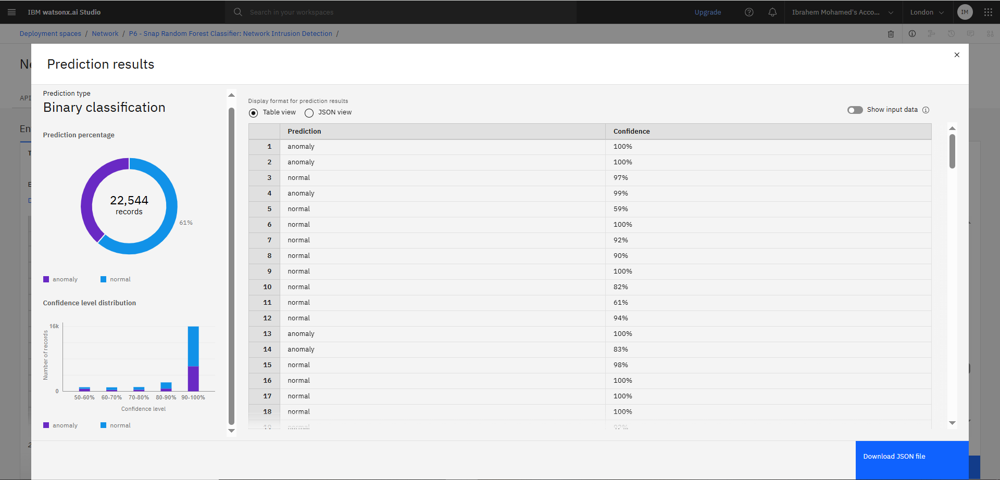 IBM watsonx.ai Studio
Search in your workspaces
Upgrade
Ibrahem Mohamed's Acco...
London
IM
Deployment spaces / Network / P6 - Snap Random Forest Classifier: Network Intrusion Detection /
Prediction results
Prediction type
Binary classification
Prediction percentage
22,544
records
61%
anomaly normal
Confidence level distribution
Number of records
16k
0
50-60% 60-70% 70-80% 80-90% 90-100%
Confidence level
anomaly normal
Display format for prediction results
Table view JSON view
Show input data
Prediction Confidence
1 anomaly 100%
2 anomaly 100%
3 normal 97%
4 anomaly 99%
5 normal 59%
6 normal 100%
7 normal 92%
8 normal 90%
9 normal 100%
10 normal 82%
11 normal 61%
12 normal 94%
13 anomaly 100%
14 anomaly 83%
15 normal 98%
16 normal 100%
17 normal 100%
18 normal 100%
19 normal 92%
Download JSON file
API